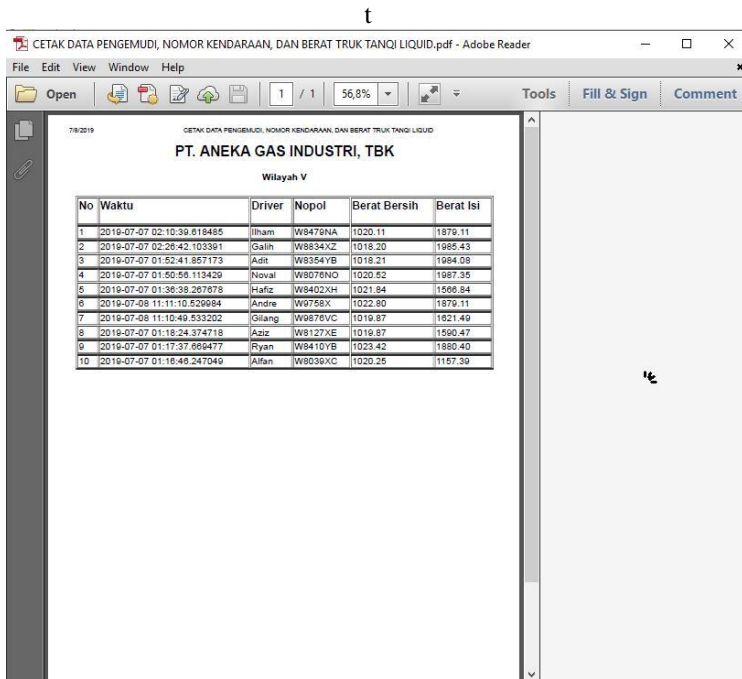 t
CETAK DATA PENGEMUDI, NOMOR KENDARAAN, DAN BERAT TRUK TANQI LIQUID.pdf - Adobe Reader
File Edit View Window Help
Open 1 / 1 56,8% Tools Fill & Sign Comment
7/8/2019 CETAK DATA PENGEMUDI, NOMOR KENDARAAN, DAN BERAT TRUK TANQI LIQUID
PT. ANEKA GAS INDUSTRI, TBK
Wilayah V
No Waktu Driver Nopol Berat Bersih Berat Isi
1 2019-07-07 02:10:39.618485 Ilham W8479NA 1020.11 1879.11
2 2019-07-07 02:26:42.103391 Galih W8834XZ 1018.20 1985.43
3 2019-07-07 01:52:41.857173 Adit W8354YB 1018.21 1984.08
4 2019-07-07 01:50:56.113429 Noval W8076NO 1020.52 1987.35
5 2019-07-07 01:36:38.267678 Hafiz W8402XH 1021.84 1566.84
6 2019-07-08 11:11:10.529984 Andre W9758X 1022.80 1879.11
7 2019-07-08 11:10:49.533202 Gilang W9876VC 1019.87 1621.49
8 2019-07-07 01:18:24.374718 Aziz W8127XE 1019.87 1590.47
9 2019-07-07 01:17:37.669477 Ryan W8410YB 1023.42 1880.40
10 2019-07-07 01:16:46.247049 Alfan W8039XC 1020.25 1157.39